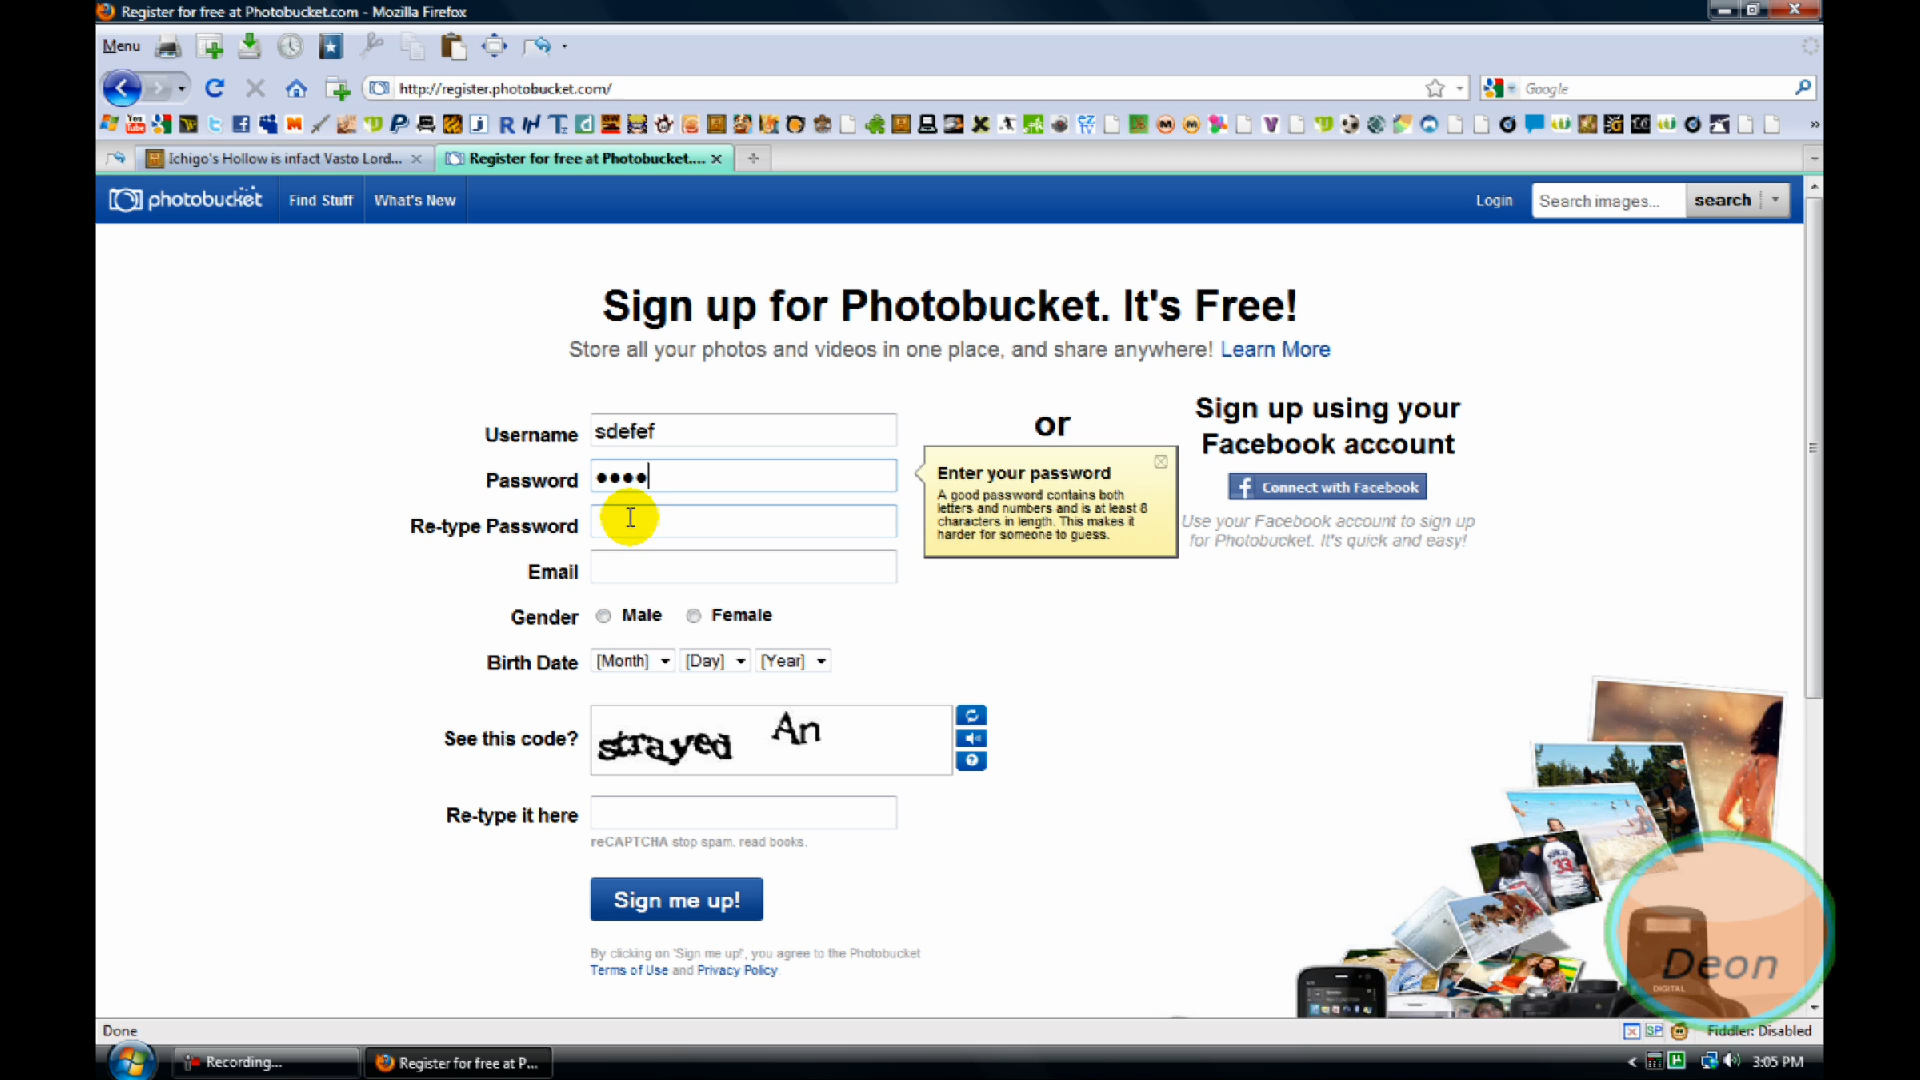 Register for free at Photobucket.com - Mozilla Firefox
Menu
http://register.photobucket.com/
Google
Ichigo's Hollow is infact Vasto Lord...
Register for free at Photobucket....
photobucket
Find Stuff
What's New
Login
Search images...
search
Sign up for Photobucket. It's Free!
Store all your photos and videos in one place, and share anywhere! Learn More
Username
sdefef
Password
Re-type Password
Email
Gender
Male
Female
Birth Date
[Month]
[Day]
[Year]
See this code?
strayed An
Re-type it here
reCAPTCHA stop spam. read books.
Sign me up!
By clicking on 'Sign me up!', you agree to the Photobucket
Terms of Use and Privacy Policy
or
Enter your password
A good password contains both
letters and numbers and is at least 8
characters in length. This makes it
harder for someone to guess.
Sign up using your
Facebook account
Connect with Facebook
Use your Facebook account to sign up
for Photobucket. It's quick and easy!
Deon
DIGITAL
33
Done
SP
Fiddler: Disabled
Recording...
Register for free at P...
3:05 PM